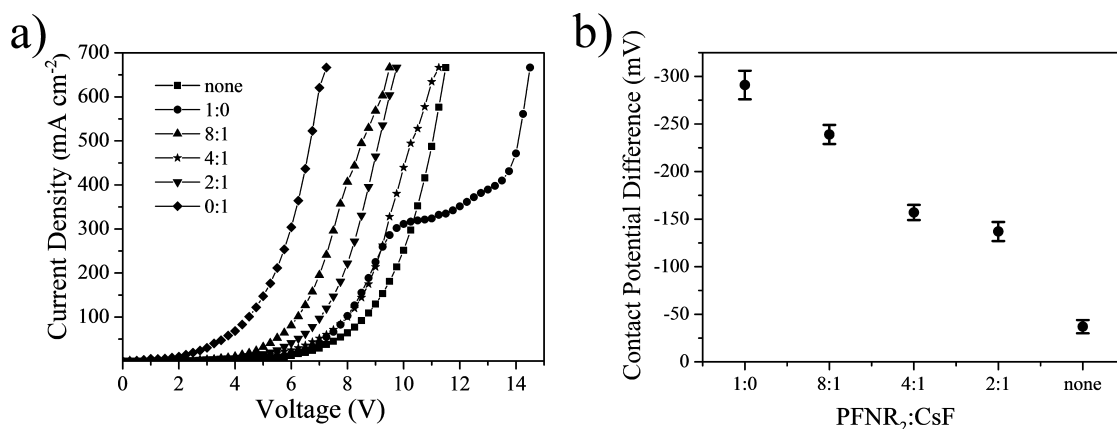 a)
700
600
500
400
300
200
100
Current Density (mA cm⁻²)
none
1:0
8:1
4:1
2:1
0:1
0 2 4 6 8 10 12 14
Voltage (V)
b)
-300
-250
-200
-150
-100
-50
0
Contact Potential Difference (mV)
1:0 8:1 4:1 2:1 none
PFNR₂:CsF